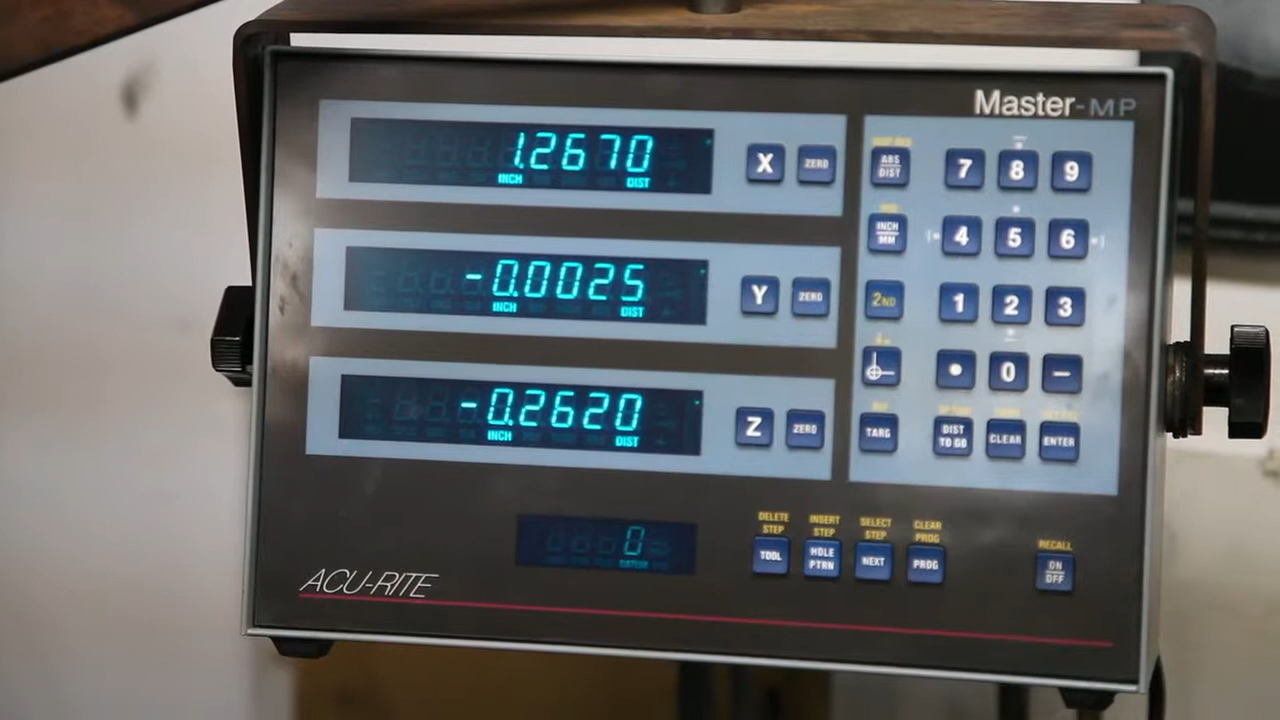 Master-MP
1.2670
INCH DIST
X ZERO
-0.0025
INCH DIST
Y ZERO
-0.2620
INCH DIST
Z ZERO
ABS
DIST
7 8 9
INCH
MM
4 5 6
2ND
1 2 3
• 0 –
TARG
DIST
TO GO
CLEAR
ENTER
0
DATUM
DELETE
STEP
TOOL
INSERT
STEP
HOLE
PTRN
SELECT
STEP
NEXT
CLEAR
PROG
PROG
RECALL
ON
OFF
ACU-RITE